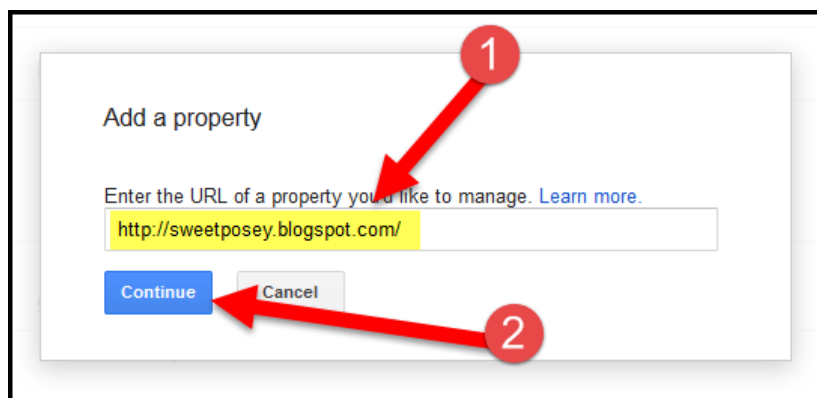 1
Add a property
Enter the URL of a property you'd like to manage. Learn more.
http://sweetposey.blogspot.com/
Continue Cancel
2